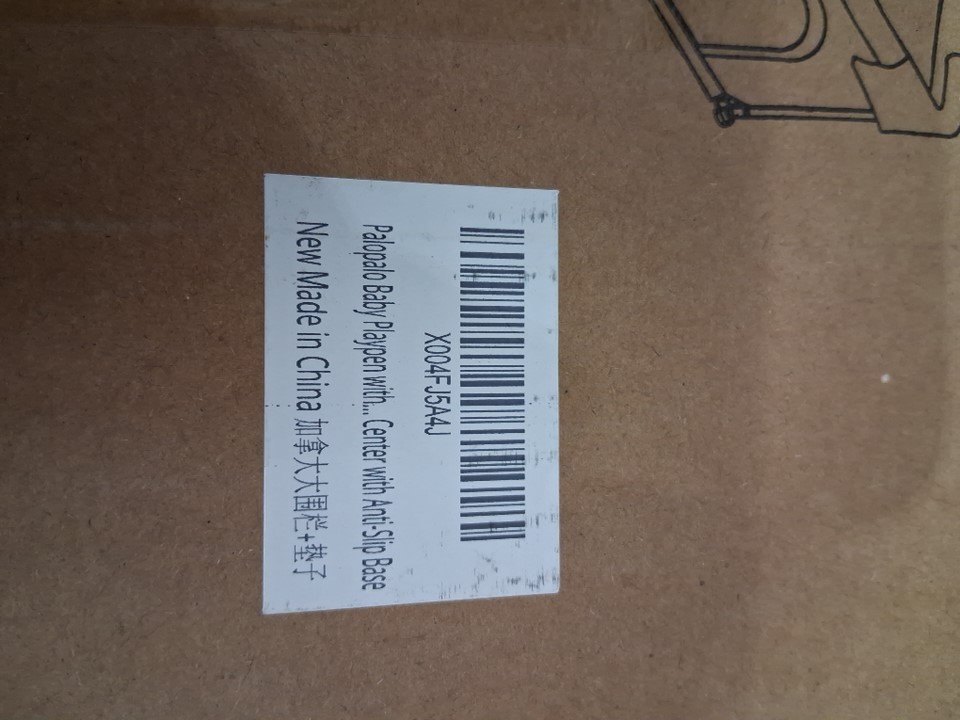 X004FJ5A4J
Palopalo Baby Playpen with... Center with Anti-Slip Base
New Made in China 加拿大大围栏+垫子